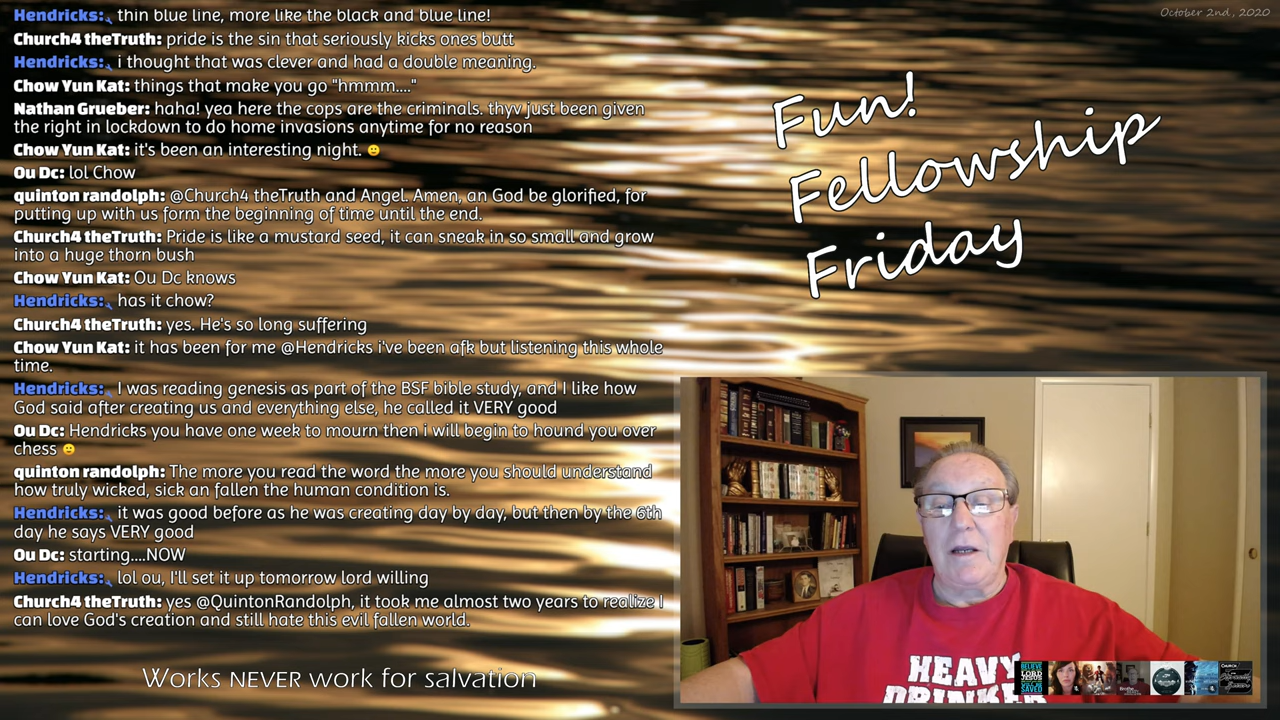 Hendricks: thin blue line, more like the black and blue line!
Church4 theTruth: pride is the sin that seriously kicks ones butt
Hendricks: i thought that was clever and had a double meaning.
Chow Yun Kat: things that make you go "hmmm...."
Nathan Grueber: haha! yea here the cops are the criminals. thyv just been given
the right in lockdown to do home invasions anytime for no reason
Chow Yun Kat: it's been an interesting night. 🙂
Ou Dc: lol Chow
quinton randolph: @Church4 theTruth and Angel. Amen, an God be glorified, for
putting up with us form the beginning of time until the end.
Church4 theTruth: Pride is like a mustard seed, it can sneak in so small and grow
into a huge thorn bush
Chow Yun Kat: Ou Dc knows
Hendricks: has it chow?
Church4 theTruth: yes. He's so long suffering
Chow Yun Kat: it has been for me @Hendricks i've been afk but listening this whole
time.
Hendricks: I was reading genesis as part of the BSF bible study, and I like how
God said after creating us and everything else, he called it VERY good
Ou Dc: Hendricks you have one week to mourn then i will begin to hound you over
chess 🙂
quinton randolph: The more you read the word the more you should understand
how truly wicked, sick an fallen the human condition is.
Hendricks: it was good before as he was creating day by day, but then by the 6th
day he says VERY good
Ou Dc: starting....NOW
Hendricks: lol ou, I'll set it up tomorrow lord willing
Church4 theTruth: yes @QuintonRandolph, it took me almost two years to realize I
can love God's creation and still hate this evil fallen world.
Works NEVER work for salvation
October 2nd, 2020
Fun!
Fellowship
Friday
HEAVY
DRINKER
BELIEVE
LORD
JESUS
SAVED